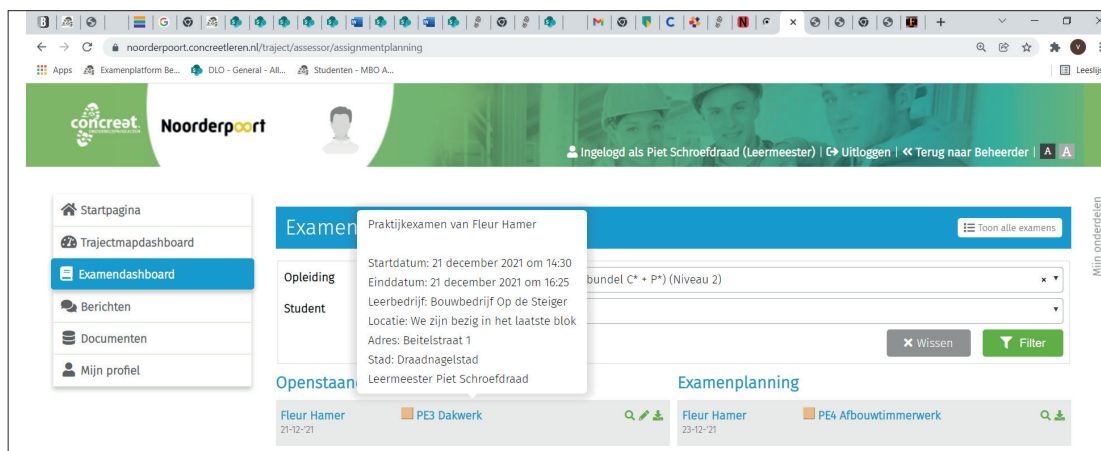 noorderpoort.concreetleren.nl/traject/assessor/assignmentplanning
Apps
Examenplatform Be...
DLO - General - All...
Studenten - MBO A...
Leeslijs
concreat.
Noorderpoort
Ingelogd als Piet Schroefdraad (Leermeester) | Uitloggen | « Terug naar Beheerder | A A
Mijn onderdelen
Startpagina
Trajectmapdashboard
Examendashboard
Berichten
Documenten
Mijn profiel
Examen
Toon alle examens
Praktijkexamen van Fleur Hamer
Startdatum: 21 december 2021 om 14:30
Einddatum: 21 december 2021 om 16:25
Leerbedrijf: Bouwbedrijf Op de Steiger
Locatie: We zijn bezig in het laatste blok
Adres: Beitelstraat 1
Stad: Draadnagelstad
Leermeester Piet Schroefdraad
Opleiding
bundel C* + P*) (Niveau 2)
Student
Wissen
Filter
Openstaan
Examenplanning
Fleur Hamer
PE3 Dakwerk
21-12-'21
Fleur Hamer
PE4 Afbouwtimmerwerk
23-12-'21